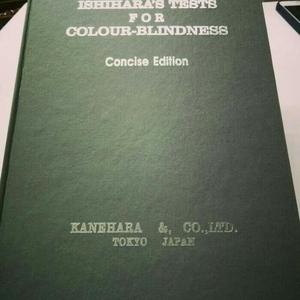 ISHIHARA'S TESTS
FOR
COLOUR-BLINDNESS
Concise Edition
KANEHARA &, CO.,LTD.
TOKYO JAPAN